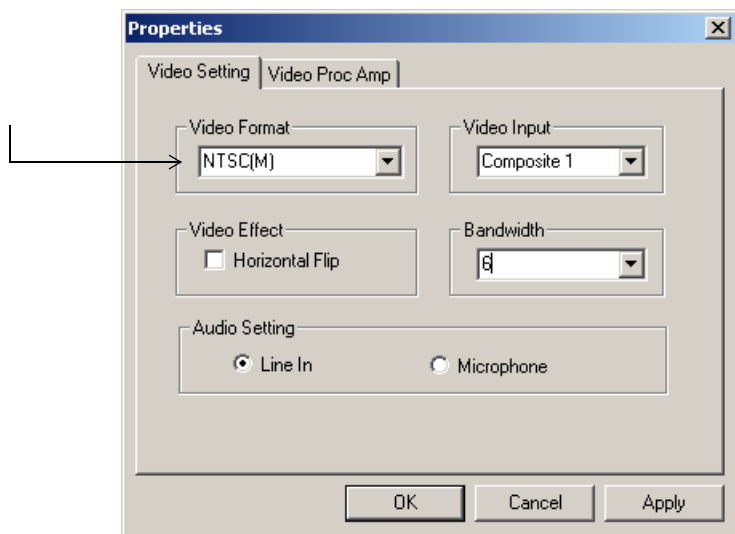 Properties
Video Setting Video Proc Amp
Video Format Video Input
NTSC(M) Composite 1
Video Effect Bandwidth
Horizontal Flip 6
Audio Setting
Line In Microphone
OK Cancel Apply